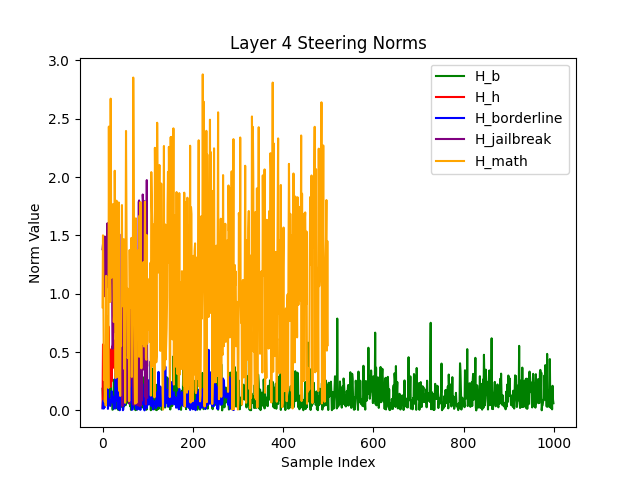 Layer 4 Steering Norms
3.0
2.5
2.0
1.5
1.0
0.5
0.0
Norm Value
H_b
H_h
H_borderline
H_jailbreak
H_math
0 200 400 600 800 1000
Sample Index